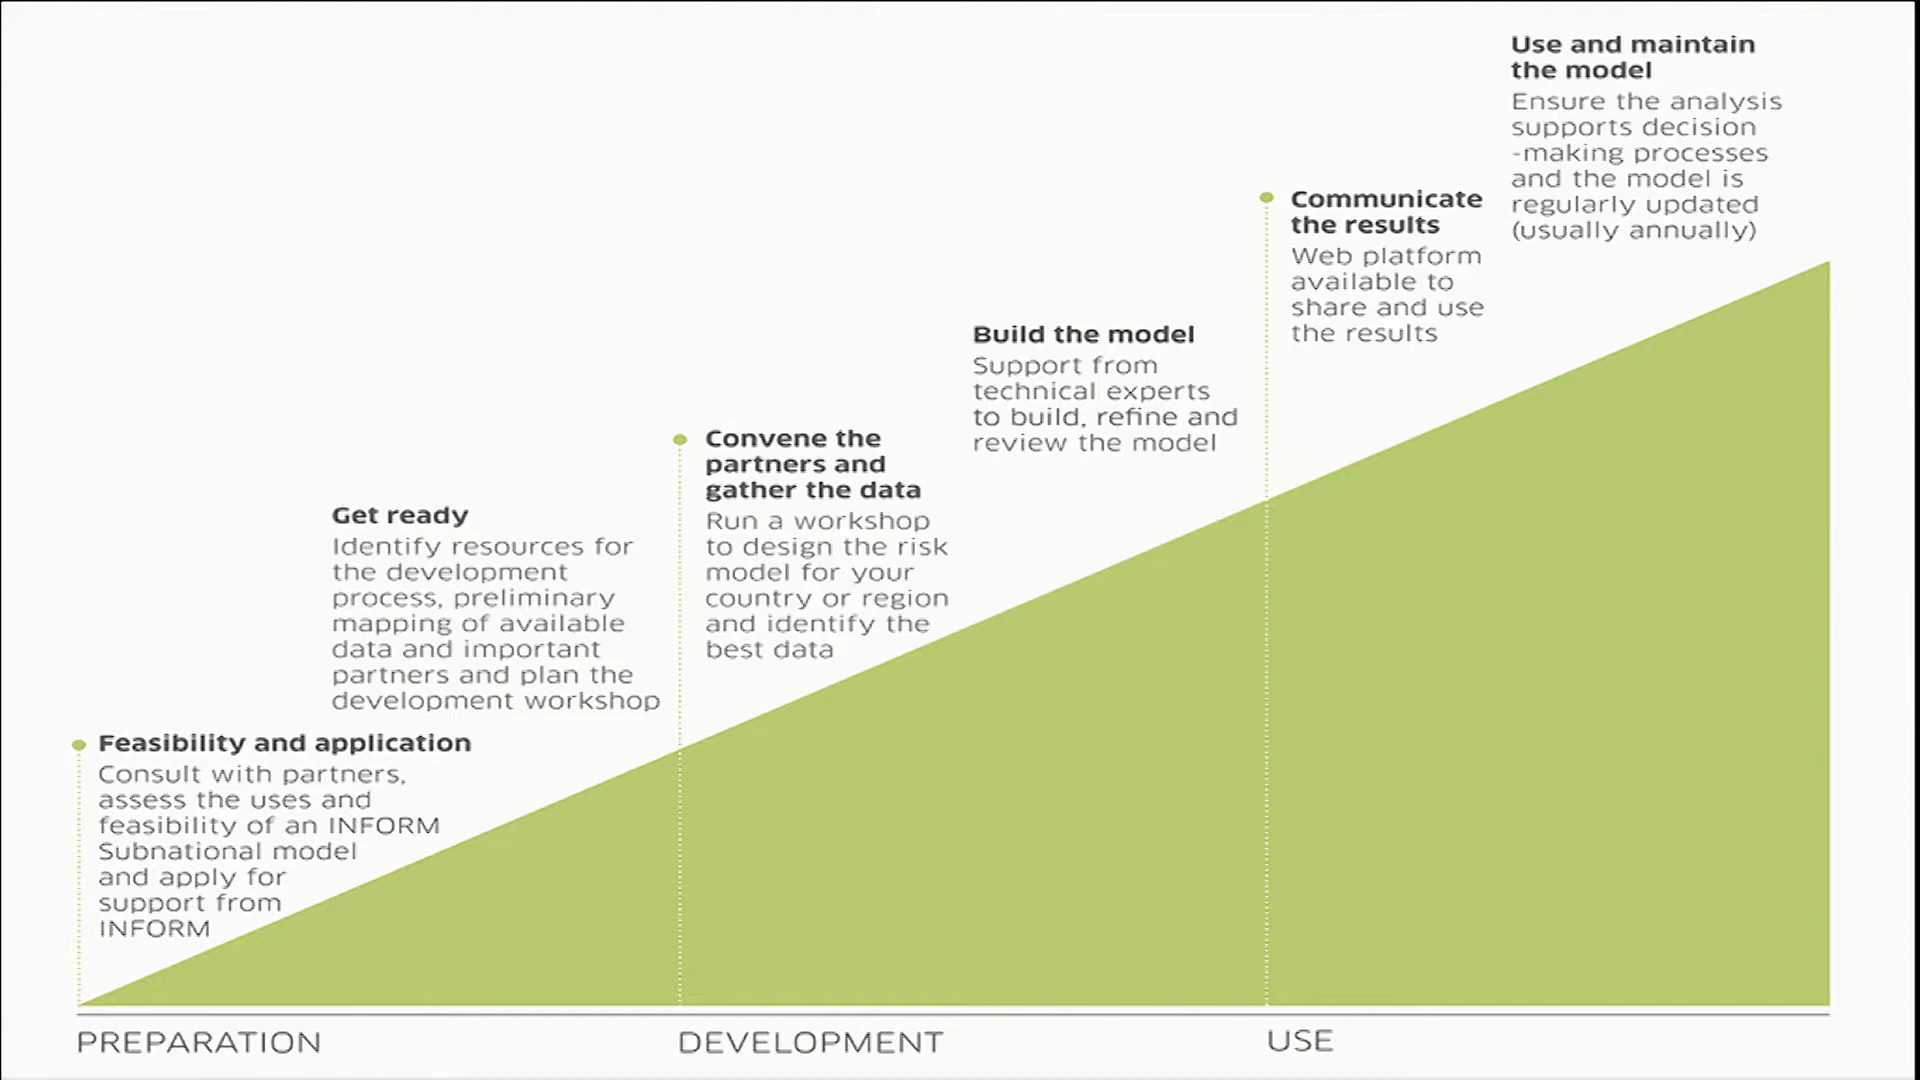 Use and maintain
the model
Ensure the analysis
supports decision
-making processes
and the model is
regularly updated
(usually annually)
Communicate
the results
Web platform
available to
share and use
the results
Build the model
Support from
technical experts
to build, refine and
review the model
Convene the
partners and
gather the data
Run a workshop
to design the risk
model for your
country or region
and identify the
best data
Get ready
Identify resources for
the development
process, preliminary
mapping of available
data and important
partners and plan the
development workshop
Feasibility and application
Consult with partners,
assess the uses and
feasibility of an INFORM
Subnational model
and apply for
support from
INFORM
PREPARATION
DEVELOPMENT
USE